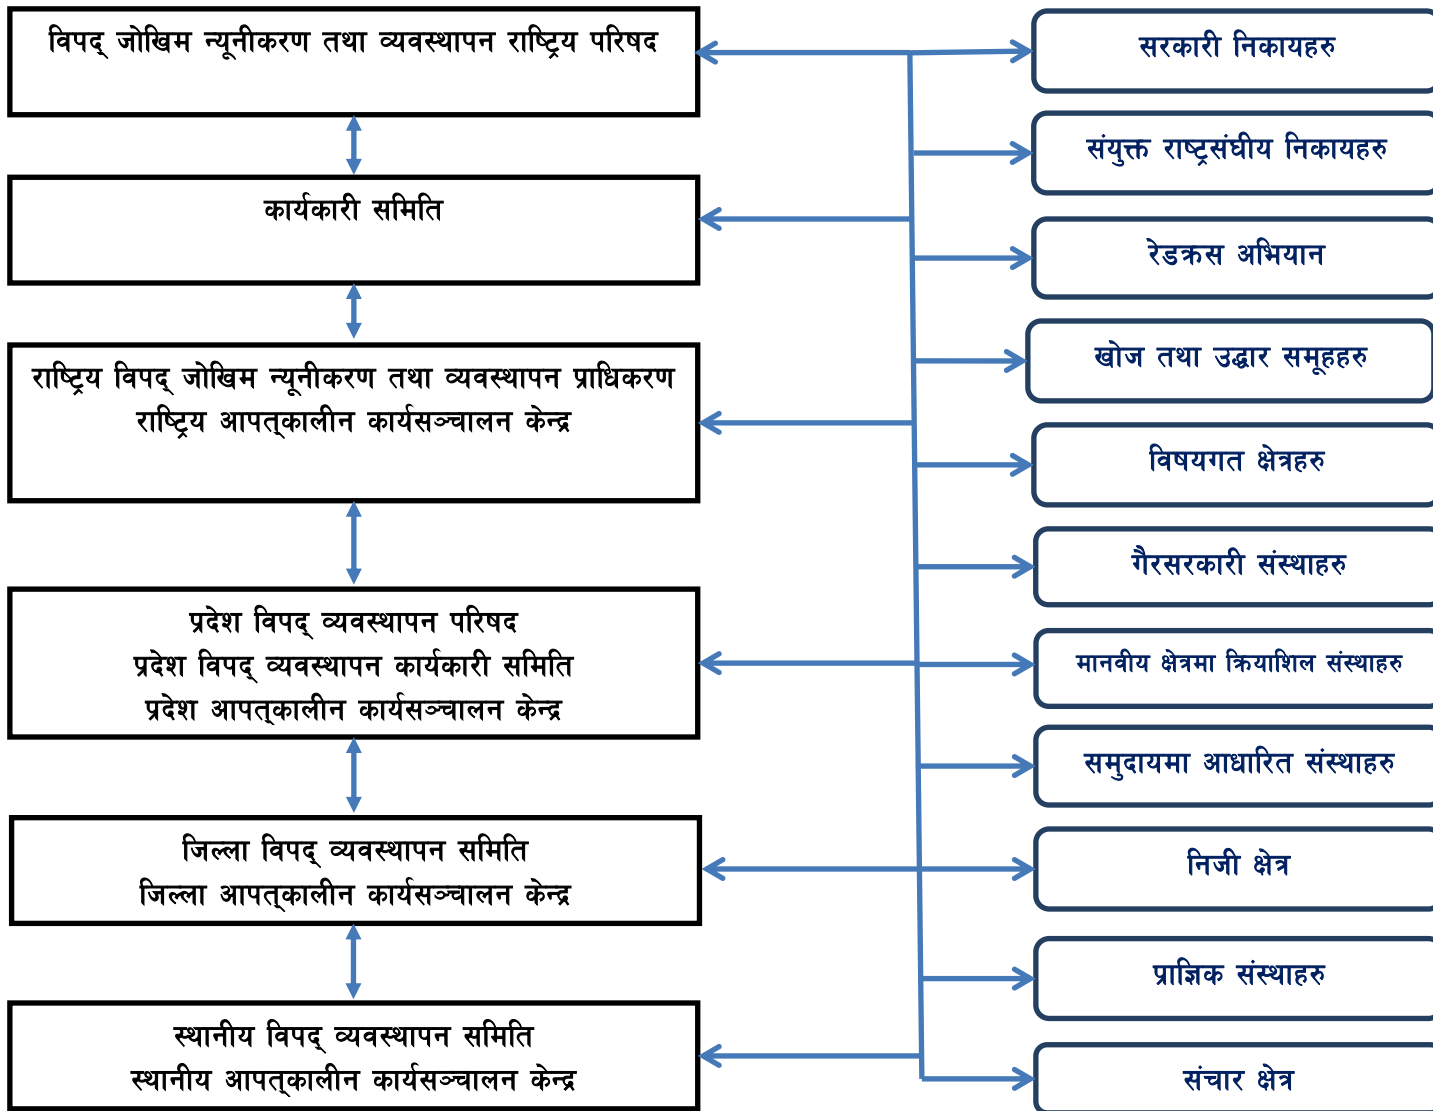 विपद् जोखिम न्यूनीकरण तथा व्यवस्थापन राष्ट्रिय परिषद
कार्यकारी समिति
राष्ट्रिय विपद् जोखिम न्यूनीकरण तथा व्यवस्थापन प्राधिकरण
राष्ट्रिय आपत्कालीन कार्यसञ्चालन केन्द्र
प्रदेश विपद् व्यवस्थापन परिषद
प्रदेश विपद् व्यवस्थापन कार्यकारी समिति
प्रदेश आपत्कालीन कार्यसञ्चालन केन्द्र
जिल्ला विपद् व्यवस्थापन समिति
जिल्ला आपत्कालीन कार्यसञ्चालन केन्द्र
स्थानीय विपद् व्यवस्थापन समिति
स्थानीय आपत्कालीन कार्यसञ्चालन केन्द्र
सरकारी निकायहरु
संयुक्त राष्ट्रसंघीय निकायहरु
रेडक्रस अभियान
खोज तथा उद्धार समूहहरु
विषयगत क्षेत्रहरु
गैरसरकारी संस्थाहरु
मानवीय क्षेत्रमा क्रियाशिल संस्थाहरु
समुदायमा आधारित संस्थाहरु
निजी क्षेत्र
प्राज्ञिक संस्थाहरु
संचार क्षेत्र